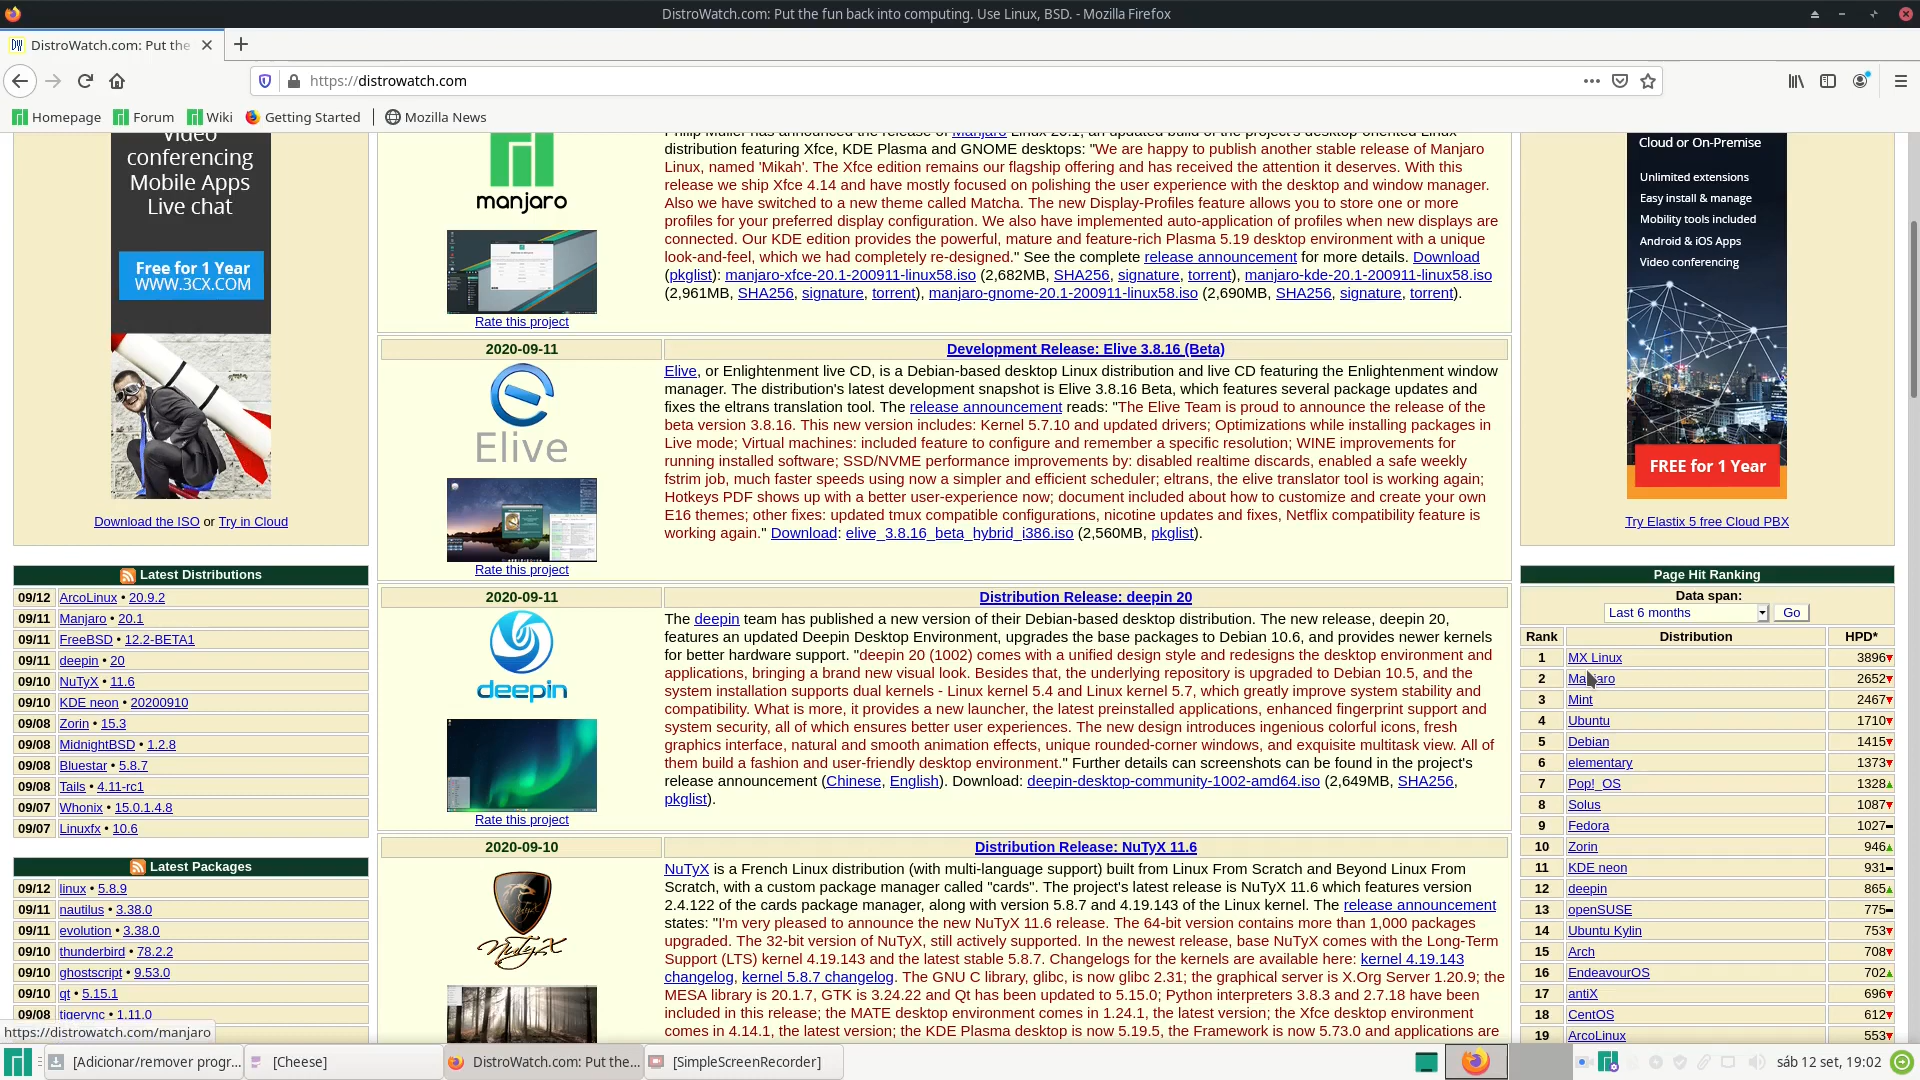 DistroWatch.com: Put the fun back into computing. Use Linux, BSD. - Mozilla Firefox
DistroWatch.com: Put the
https://distrowatch.com
Homepage
Forum
Wiki
Getting Started
Mozilla News
Video
conferencing
Mobile Apps
Live chat
Free for 1 Year
WWW.3CX.COM
Download the ISO or Try in Cloud
Latest Distributions
09/12 ArcoLinux • 20.9.2
09/11 Manjaro • 20.1
09/11 FreeBSD • 12.2-BETA1
09/11 deepin • 20
09/10 NuTyX • 11.6
09/10 KDE neon • 20200910
09/08 Zorin • 15.3
09/08 MidnightBSD • 1.2.8
09/08 Bluestar • 5.8.7
09/08 Tails • 4.11-rc1
09/07 Whonix • 15.0.1.4.8
09/07 Linuxfx • 10.6
Latest Packages
09/12 linux • 5.8.9
09/11 nautilus • 3.38.0
09/11 evolution • 3.38.0
09/10 thunderbird • 78.2.2
09/10 ghostscript • 9.53.0
09/10 qt • 5.15.1
09/08 tigervnc • 1.11.0
https://distrowatch.com/manjaro
manjaro
Rate this project
Philip Müller has announced the release of Manjaro Linux 20.1, an updated build of the project's desktop-oriented Linux
distribution featuring Xfce, KDE Plasma and GNOME desktops: "We are happy to publish another stable release of Manjaro
Linux, named 'Mikah'. The Xfce edition remains our flagship offering and has received the attention it deserves. With this
release we ship Xfce 4.14 and have mostly focused on polishing the user experience with the desktop and window manager.
Also we have switched to a new theme called Matcha. The new Display-Profiles feature allows you to store one or more
profiles for your preferred display configuration. We also have implemented auto-application of profiles when new displays are
connected. Our KDE edition provides the powerful, mature and feature-rich Plasma 5.19 desktop environment with a unique
look-and-feel, which we had completely re-designed." See the complete release announcement for more details. Download
(pkglist): manjaro-xfce-20.1-200911-linux58.iso (2,682MB, SHA256, signature, torrent), manjaro-kde-20.1-200911-linux58.iso
(2,961MB, SHA256, signature, torrent), manjaro-gnome-20.1-200911-linux58.iso (2,690MB, SHA256, signature, torrent).
2020-09-11
Development Release: Elive 3.8.16 (Beta)
Elive
Rate this project
Elive, or Enlightenment live CD, is a Debian-based desktop Linux distribution and live CD featuring the Enlightenment window
manager. The distribution's latest development snapshot is Elive 3.8.16 Beta, which features several package updates and
fixes the eltrans translation tool. The release announcement reads: "The Elive Team is proud to announce the release of the
beta version 3.8.16. This new version includes: Kernel 5.7.10 and updated drivers; Optimizations while installing packages in
Live mode; Virtual machines: included feature to configure and remember a specific resolution; WINE improvements for
running installed software; SSD/NVME performance improvements by: disabled realtime discards, enabled a safe weekly
fstrim job, much faster speeds using now a simpler and efficient scheduler; eltrans, the elive translator tool is working again;
Hotkeys PDF shows up with a better user-experience now; document included about how to customize and create your own
E16 themes; other fixes: updated tmux compatible configurations, nicotine updates and fixes, Netflix compatibility feature is
working again." Download: elive_3.8.16_beta_hybrid_i386.iso (2,560MB, pkglist).
2020-09-11
Distribution Release: deepin 20
deepin
Rate this project
The deepin team has published a new version of their Debian-based desktop distribution. The new release, deepin 20,
features an updated Deepin Desktop Environment, upgrades the base packages to Debian 10.6, and provides newer kernels
for better hardware support. "deepin 20 (1002) comes with a unified design style and redesigns the desktop environment and
applications, bringing a brand new visual look. Besides that, the underlying repository is upgraded to Debian 10.5, and the
system installation supports dual kernels - Linux kernel 5.4 and Linux kernel 5.7, which greatly improve system stability and
compatibility. What is more, it provides a new launcher, the latest preinstalled applications, enhanced fingerprint support and
system security, all of which ensures better user experiences. The new design introduces ingenious colorful icons, fresh
graphics interface, natural and smooth animation effects, unique rounded-corner windows, and exquisite multitask view. All of
them build a fashion and user-friendly desktop environment." Further details can screenshots can be found in the project's
release announcement (Chinese, English). Download: deepin-desktop-community-1002-amd64.iso (2,649MB, SHA256,
pkglist).
2020-09-10
Distribution Release: NuTyX 11.6
NuTyX
NuTyX is a French Linux distribution (with multi-language support) built from Linux From Scratch and Beyond Linux From
Scratch, with a custom package manager called "cards". The project's latest release is NuTyX 11.6 which features version
2.4.122 of the cards package manager, along with version 5.8.7 and 4.19.143 of the Linux kernel. The release announcement
states: "I'm very pleased to announce the new NuTyX 11.6 release. The 64-bit version contains more than 1,000 packages
upgraded. The 32-bit version of NuTyX, still actively supported. In the newest release, base NuTyX comes with the Long-Term
Support (LTS) kernel 4.19.143 and the latest stable 5.8.7. Changelogs for the kernels are available here: kernel 4.19.143
changelog, kernel 5.8.7 changelog. The GNU C library, glibc, is now glibc 2.31; the graphical server is X.Org Server 1.20.9; the
MESA library is 20.1.7, GTK is 3.24.22 and Qt has been updated to 5.15.0; Python interpreters 3.8.3 and 2.7.18 have been
included in this release; the MATE desktop environment comes in 1.24.1, the latest version; the Xfce desktop environment
comes in 4.14.1, the latest version; the KDE Plasma desktop is now 5.19.5, the Framework is now 5.73.0 and applications are
Cloud or On-Premise
Unlimited extensions
Easy install & manage
Mobility tools included
Android & iOS Apps
Video conferencing
FREE for 1 Year
Try Elastix 5 free Cloud PBX
Page Hit Ranking
Data span:
Last 6 months Go
Rank Distribution HPD*
1 MX Linux 3896
2 Manjaro 2652
3 Mint 2467
4 Ubuntu 1710
5 Debian 1415
6 elementary 1373
7 Pop!_OS 1328
8 Solus 1087
9 Fedora 1027
10 Zorin 946
11 KDE neon 931
12 deepin 865
13 openSUSE 775
14 Ubuntu Kylin 753
15 Arch 708
16 EndeavourOS 702
17 antiX 696
18 CentOS 612
19 ArcoLinux 553
[Adicionar/remover progr...
[Cheese]
DistroWatch.com: Put the...
[SimpleScreenRecorder]
sáb 12 set, 19:02